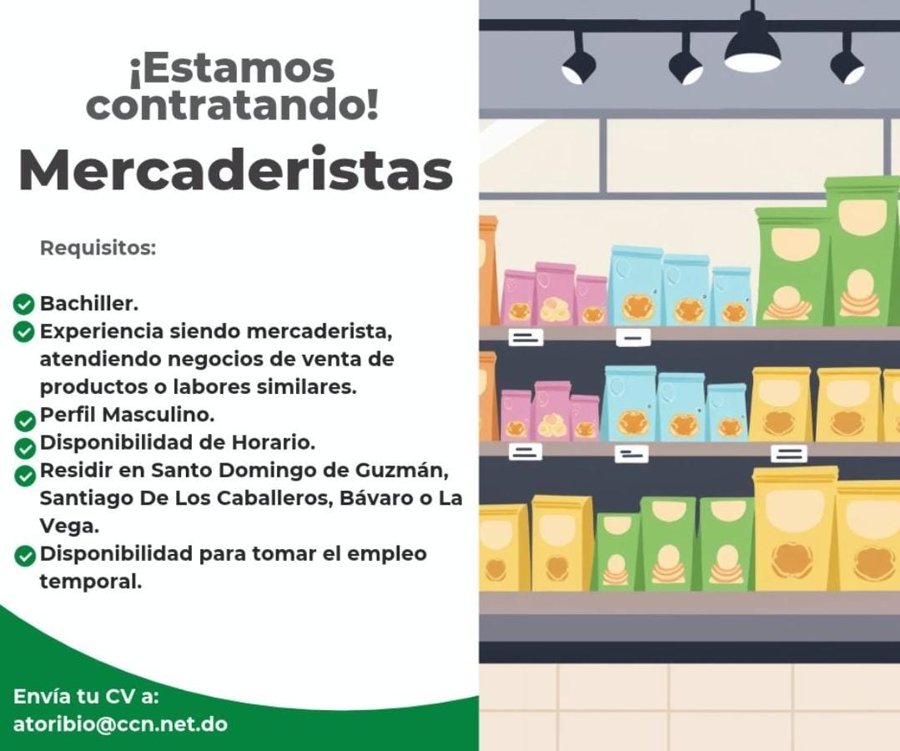 ¡Estamos
contratando!
Mercaderistas
Requisitos:
Bachiller.
Experiencia siendo mercaderista,
atendiendo negocios de venta de
productos o labores similares.
Perfil Masculino.
Disponibilidad de Horario.
Residir en Santo Domingo de Guzmán,
Santiago De Los Caballeros, Bávaro o La
Vega.
Disponibilidad para tomar el empleo
temporal.
Envía tu CV a:
atoribio@ccn.net.do